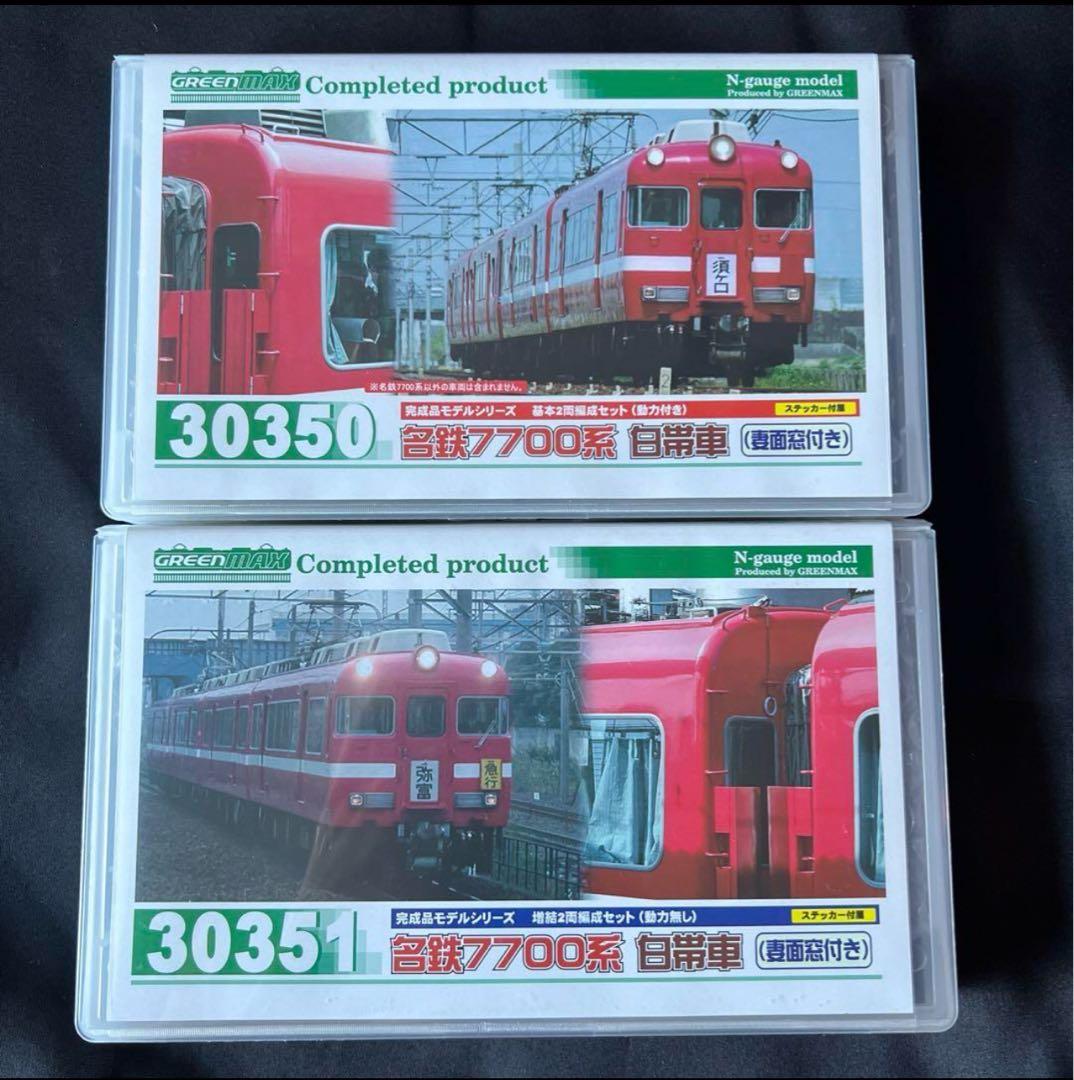 GREENMAX Completed product
N-gauge model
Produced by GREENMAX
須ヶ口
2
※名鉄7700系以外の車両は含まれません。
30350
完成品モデルシリーズ 基本2両編成セット(動力付き)
ステッカー付属
名鉄7700系 白帯車 (妻面窓付き)
GREENMAX Completed product
N-gauge model
Produced by GREENMAX
弥富
急行
30351
完成品モデルシリーズ 増結2両編成セット(動力無し)
ステッカー付属
名鉄7700系 白帯車 (妻面窓付き)